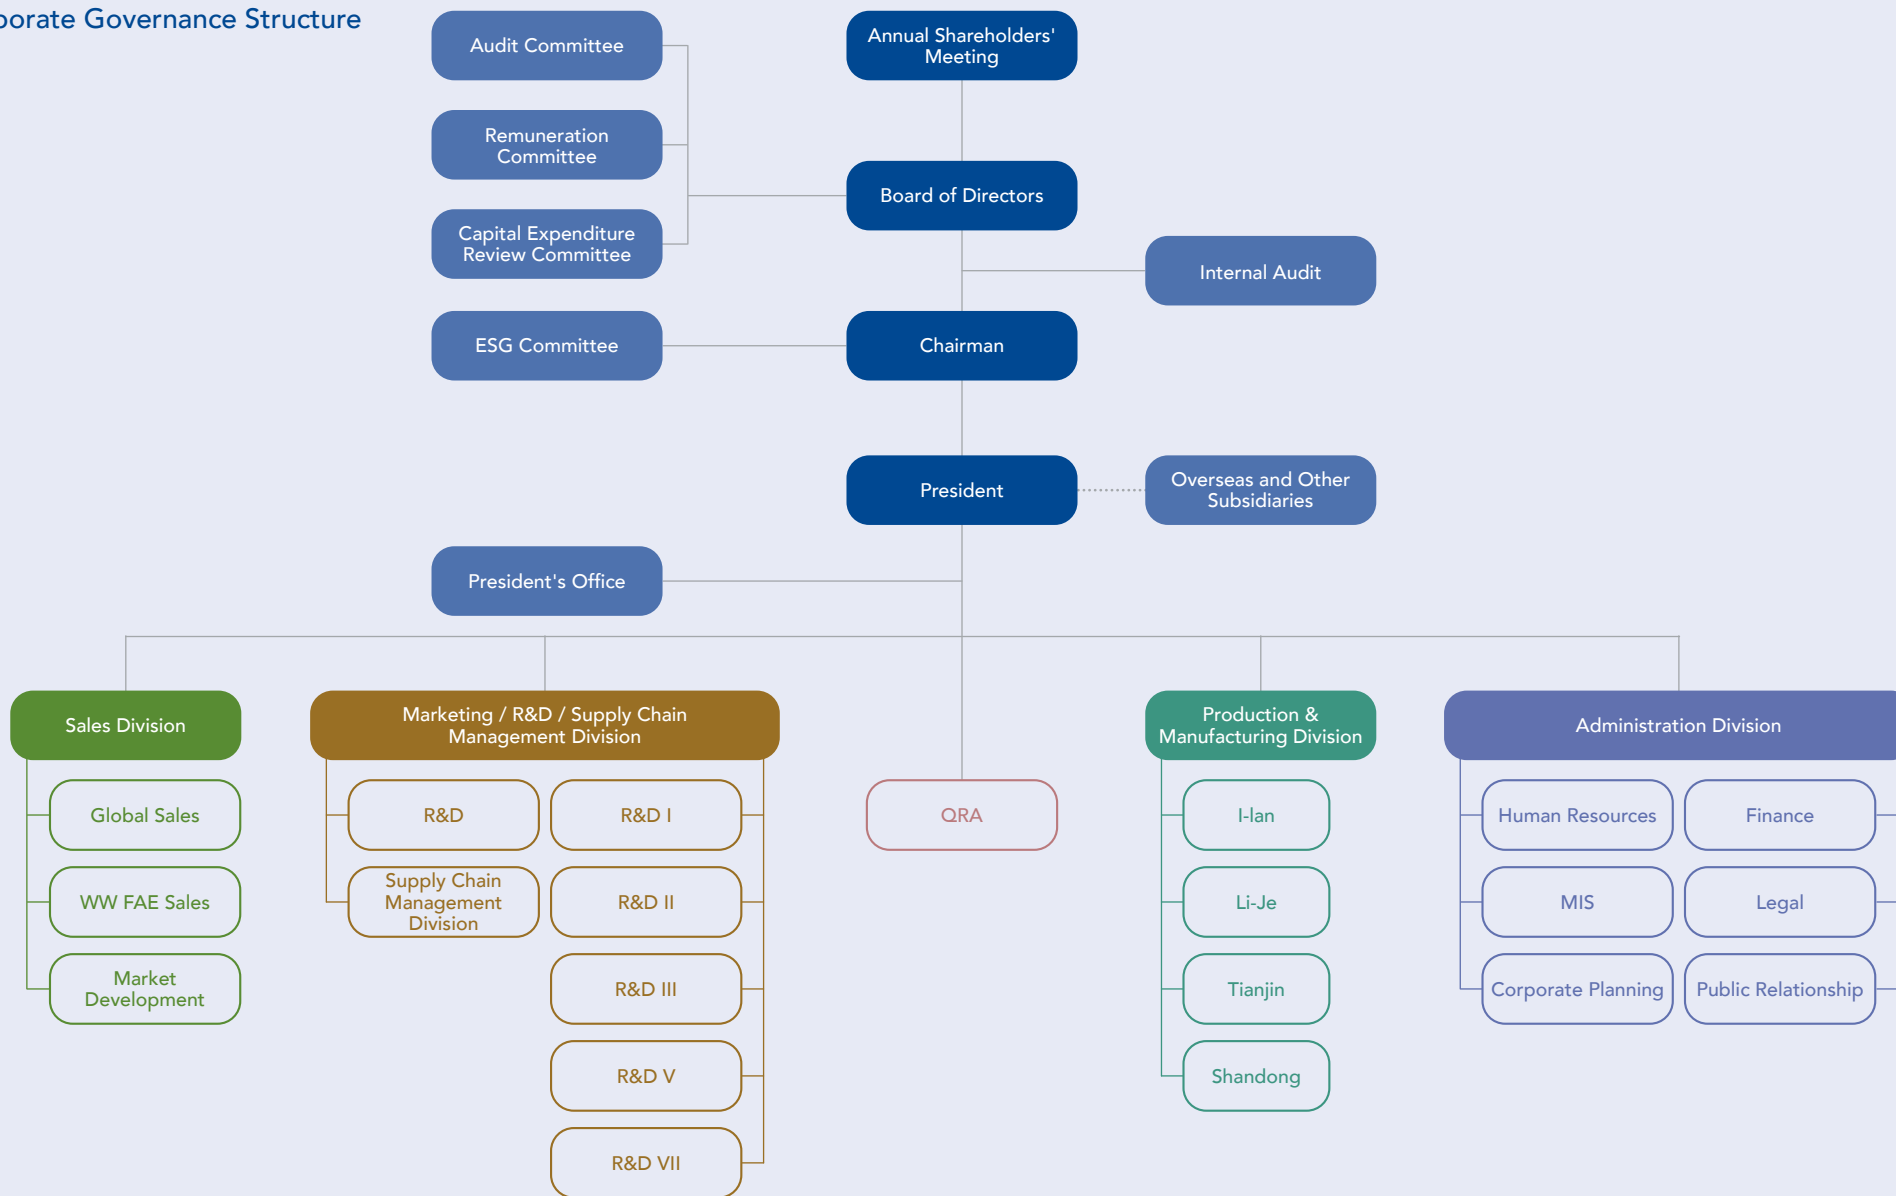 porate Governance Structure
Audit Committee
Annual Shareholders'
Meeting
Remuneration
Committee
Board of Directors
Capital Expenditure
Review Committee
Internal Audit
ESG Committee
Chairman
President
Overseas and Other
Subsidiaries
President's Office
Sales Division
Marketing / R&D / Supply Chain
Management Division
Production &
Manufacturing Division
Administration Division
Global Sales
WW FAE Sales
Market
Development
R&D
Supply Chain
Management
Division
R&D I
R&D II
R&D III
R&D V
R&D VII
QRA
I-lan
Li-Je
Tianjin
Shandong
Human Resources
MIS
Corporate Planning
Finance
Legal
Public Relationship